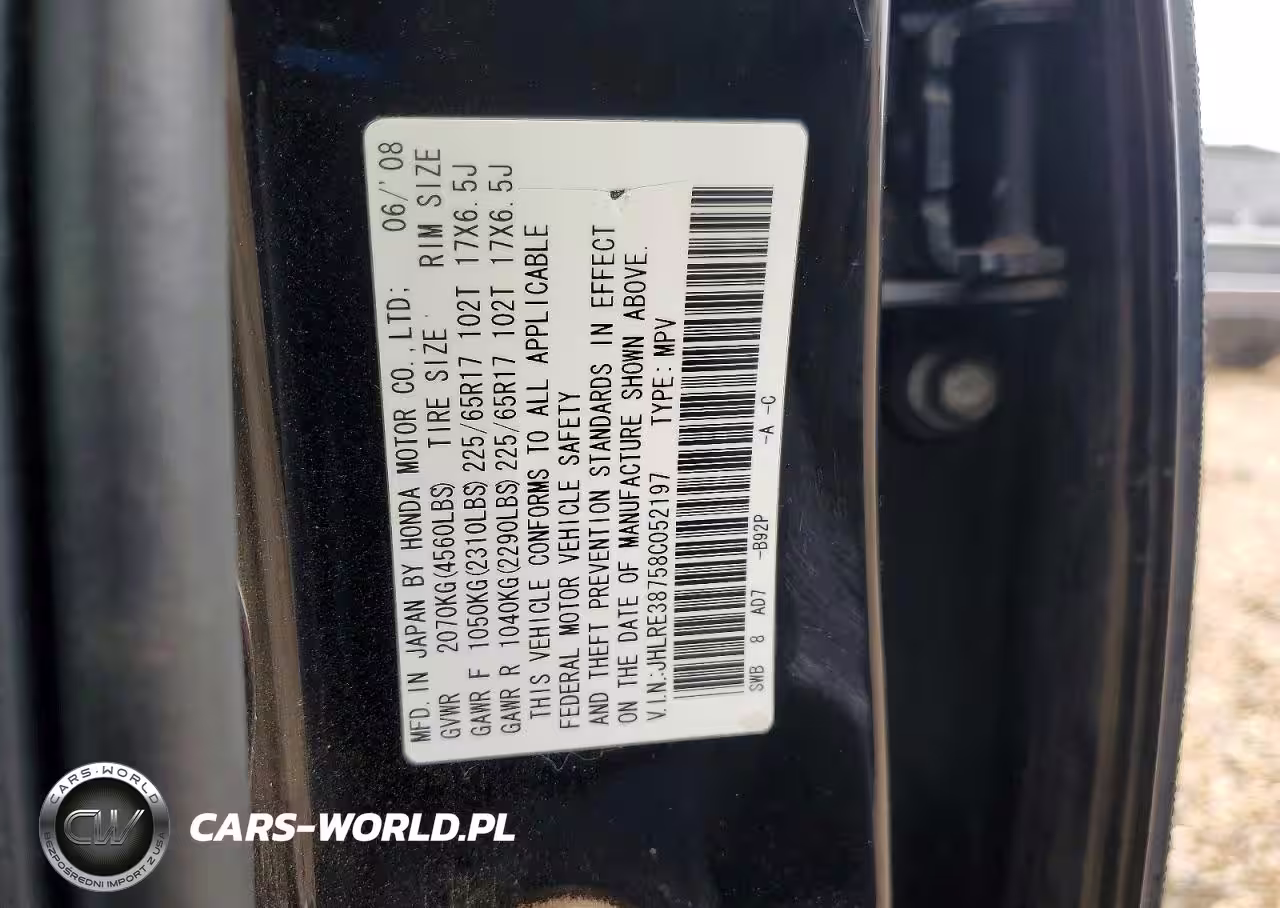 MFD. IN JAPAN BY HONDA MOTOR CO., LTD; 06/'08
GVWR 2070KG(4560LBS) TIRE SIZE RIM SIZE
GAWR F 1050KG(2310LBS) 225/65R17 102T 17X6.5J
GAWR R 1040KG(2290LBS) 225/65R17 102T 17X6.5J
THIS VEHICLE CONFORMS TO ALL APPLICABLE
FEDERAL MOTOR VEHICLE SAFETY
AND THEFT PREVENTION STANDARDS IN EFFECT
ON THE DATE OF MANUFACTURE SHOWN ABOVE.
V.I.N:JHLRE38758C052197 TYPE:MPV
SWB 8 AD7 -B92P -A -C
CARS-WORLD
CW
BEZPOŚREDNI IMPORT Z USA
CARS-WORLD.PL